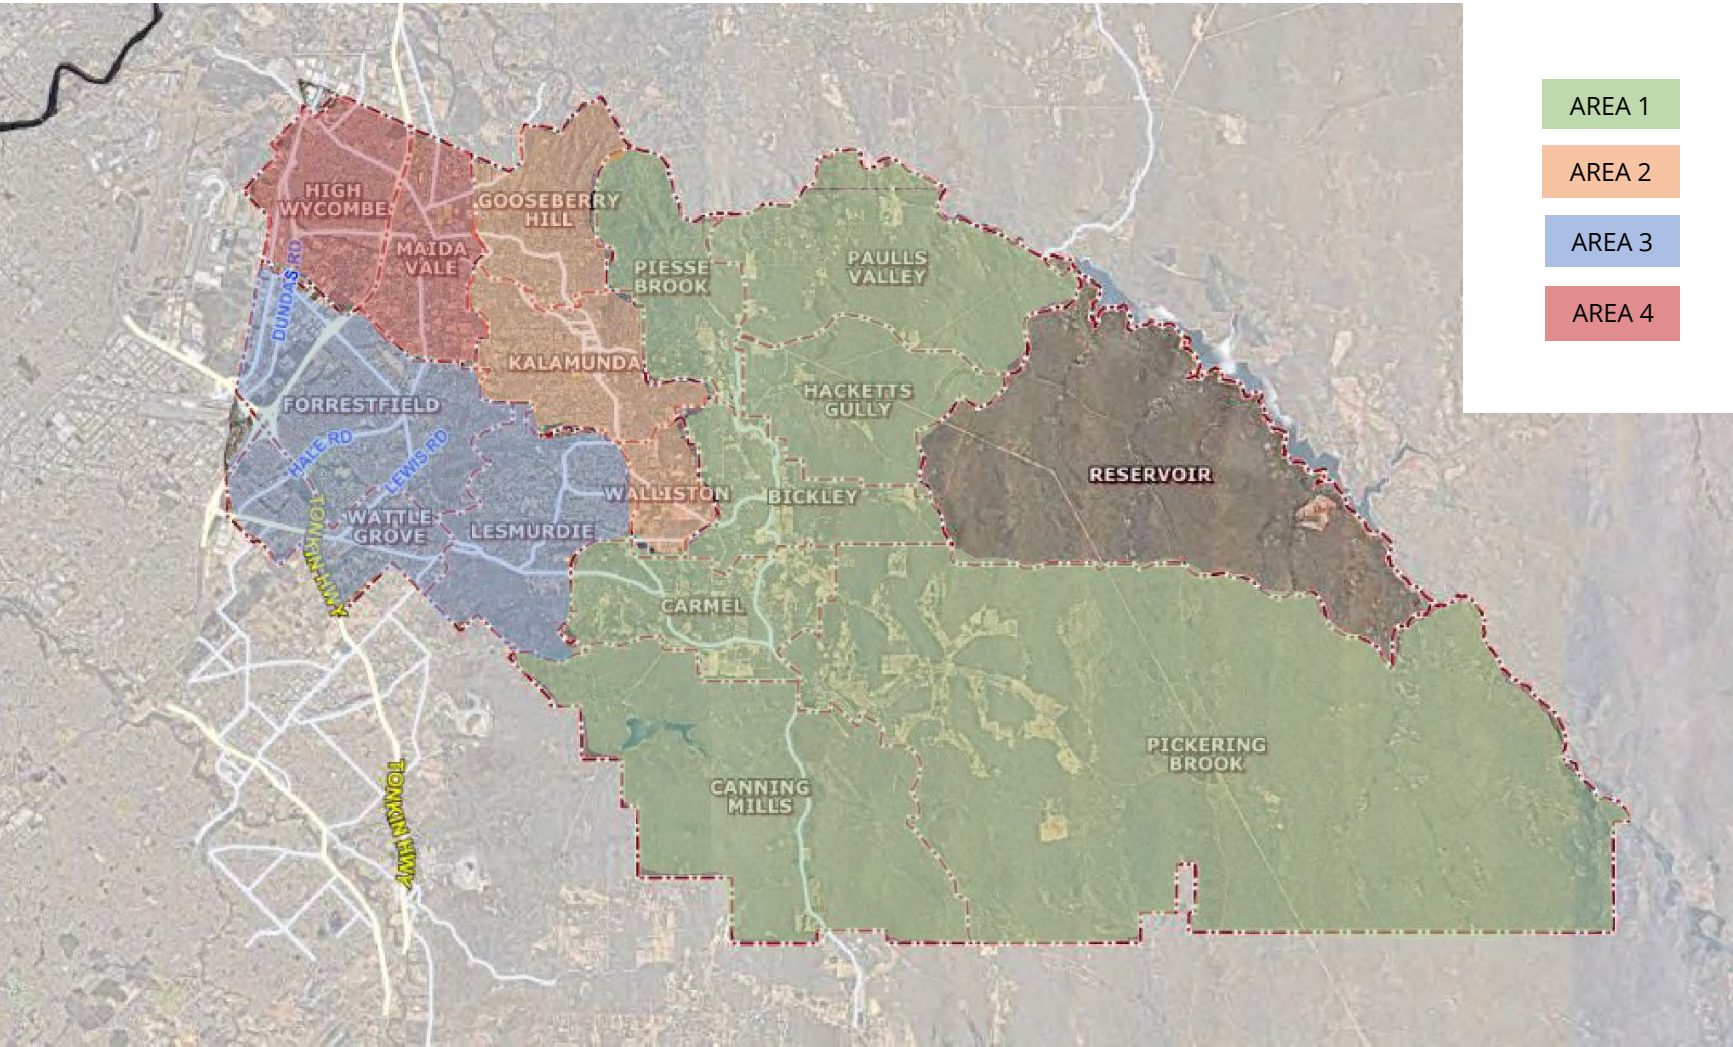 AREA 1
AREA 2
AREA 3
AREA 4
HIGH
WYCOMBE
GOOSEBERRY
HILL
MAIDA
VALE
PIESSE
BROOK
PAULLS
VALLEY
DUNDAS RD
KALAMUNDA
HACKETTS
GULLY
FORRESTFIELD
HALE RD
LEWIS RD
RESERVOIR
WALLISTON
BICKLEY
WATTLE
GROVE
LESMURDIE
TONKIN HWY
CARMEL
PICKERING
BROOK
CANNING
MILLS
TONKIN HWY